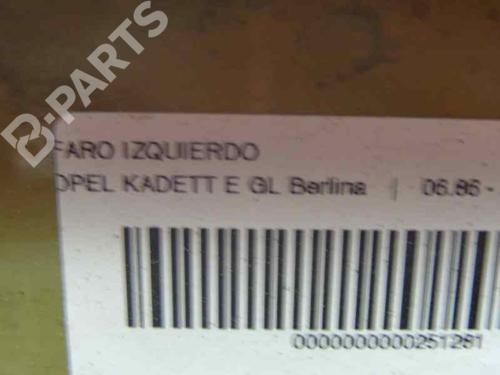 B-PARTS
FARO IZQUIERDO
OPEL KADETT E GL Berlina | 06.86 -
0000000000251281